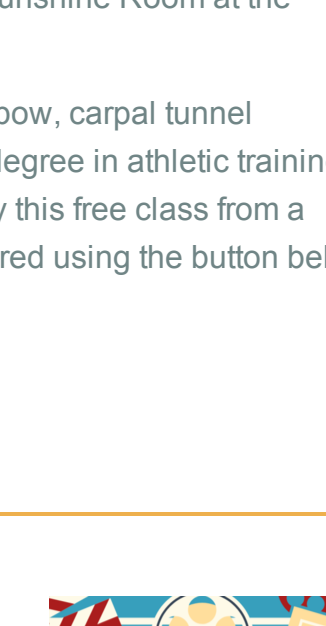 unshine Room at the
bow, carpal tunnel
degree in athletic trainin
y this free class from a
red using the button bel